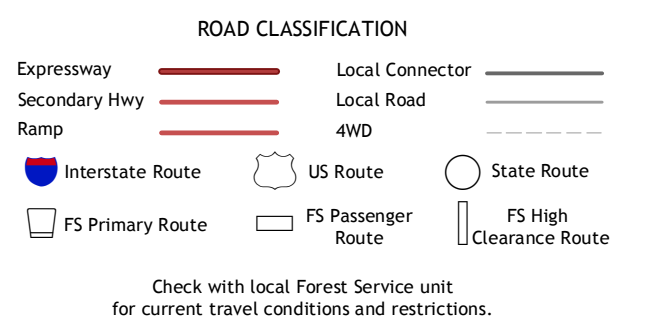 ROAD CLASSIFICATION
Expressway
Local Connector
Secondary Hwy
Local Road
Ramp
4WD
Interstate Route
US Route
State Route
FS Primary Route
FS Passenger
Route
FS High
Clearance Route
Check with local Forest Service unit
for current travel conditions and restrictions.